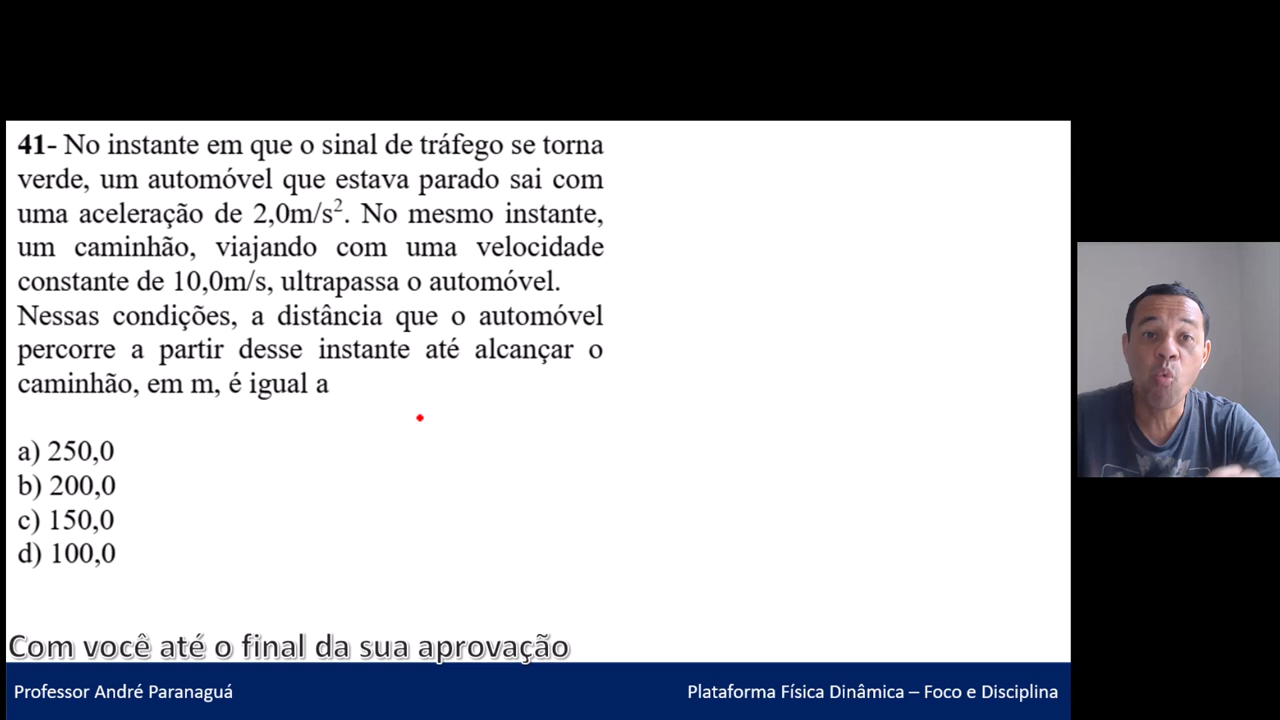 41- No instante em que o sinal de tráfego se torna
verde, um automóvel que estava parado sai com
uma aceleração de 2,0m/s². No mesmo instante,
um caminhão, viajando com uma velocidade
constante de 10,0m/s, ultrapassa o automóvel.
Nessas condições, a distância que o automóvel
percorre a partir desse instante até alcançar o
caminhão, em m, é igual a
a) 250,0
b) 200,0
c) 150,0
d) 100,0
Com você até o final da sua aprovação
Professor André Paranaguá
Plataforma Física Dinâmica – Foco e Disciplina